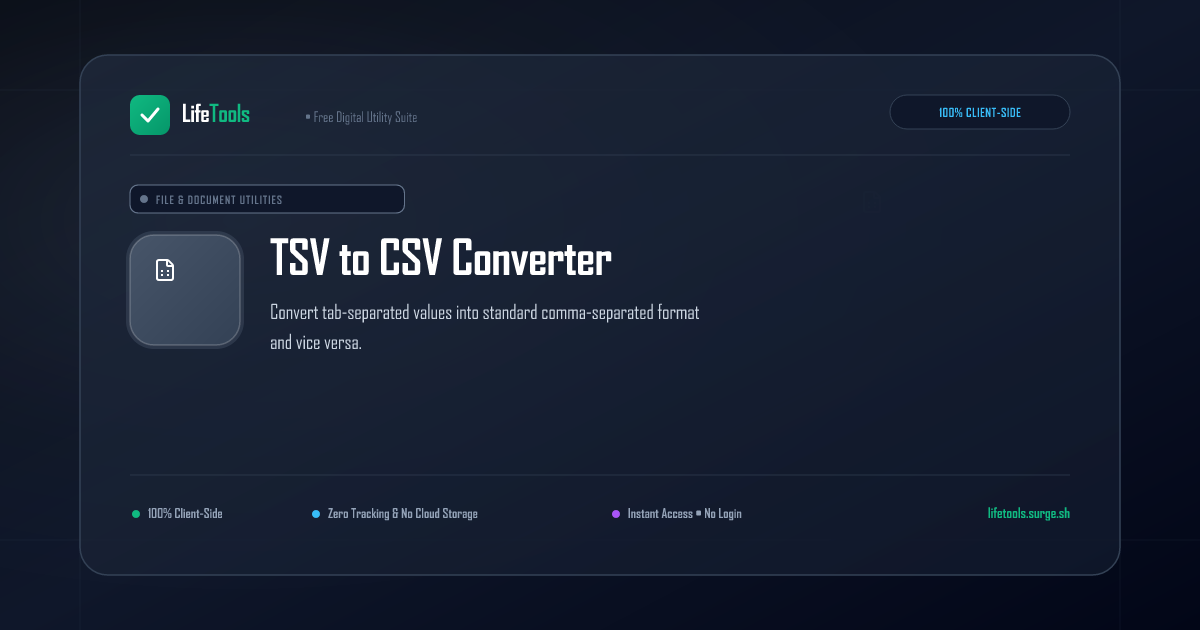 LifeTools
▪ Free Digital Utility Suite
100% CLIENT-SIDE
FILE & DOCUMENT UTILITIES
TSV to CSV Converter
Convert tab-separated values into standard comma-separated format
and vice versa.
100% Client-Side
Zero Tracking & No Cloud Storage
Instant Access ▪ No Login
lifetools.surge.sh